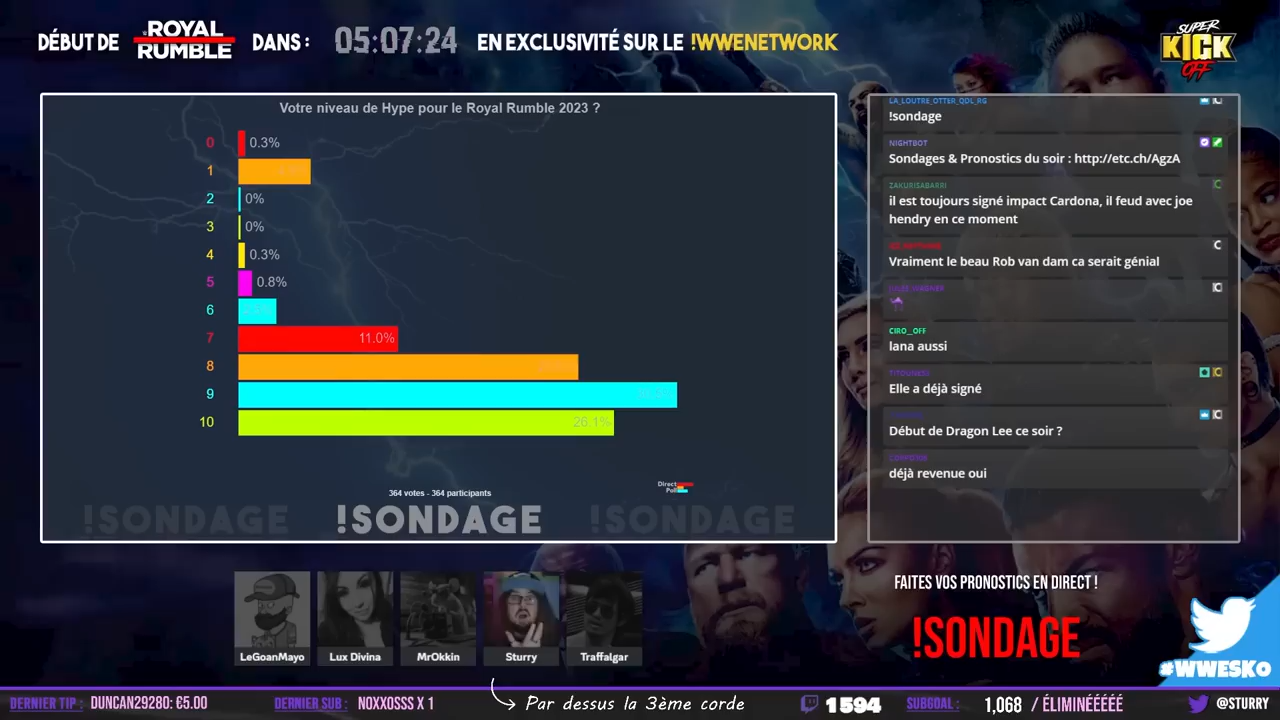 DÉBUT DE ROYAL RUMBLE DANS : 05:07:24 EN EXCLUSIVITÉ SUR LE !WWENETWORK
SUPER KICK OFF
Votre niveau de Hype pour le Royal Rumble 2023 ?
0 0.3%
1
2 0%
3 0%
4 0.3%
5 0.8%
6
7 11.0%
8
9
10 26.1%
364 votes - 364 participants
Direct Poll
!SONDAGE !SONDAGE !SONDAGE
LA_LOUTRE_OTTER_QDL_RG
!sondage
NIGHTBOT
Sondages & Pronostics du soir : http://etc.ch/AgzA
ZAKURISABARRI
il est toujours signé impact Cardona, il feud avec joe
hendry en ce moment
Vraiment le beau Rob van dam ca serait génial
CIRO_OFF
lana aussi
Elle a déjà signé
Début de Dragon Lee ce soir ?
déjà revenue oui
FAITES VOS PRONOSTICS EN DIRECT !
!SONDAGE
#WWESKO
LeGoanMayo
Lux Divina
MrOkkin
Sturry
Traffalgar
DERNIER TIP : DUNCAN29280: €5.00
DERNIER SUB : NOXXOSSS X 1
Par dessus la 3ème corde
1594
SUBGOAL : 1,068 / ÉLIMINÉÉÉÉÉ
@STURRY